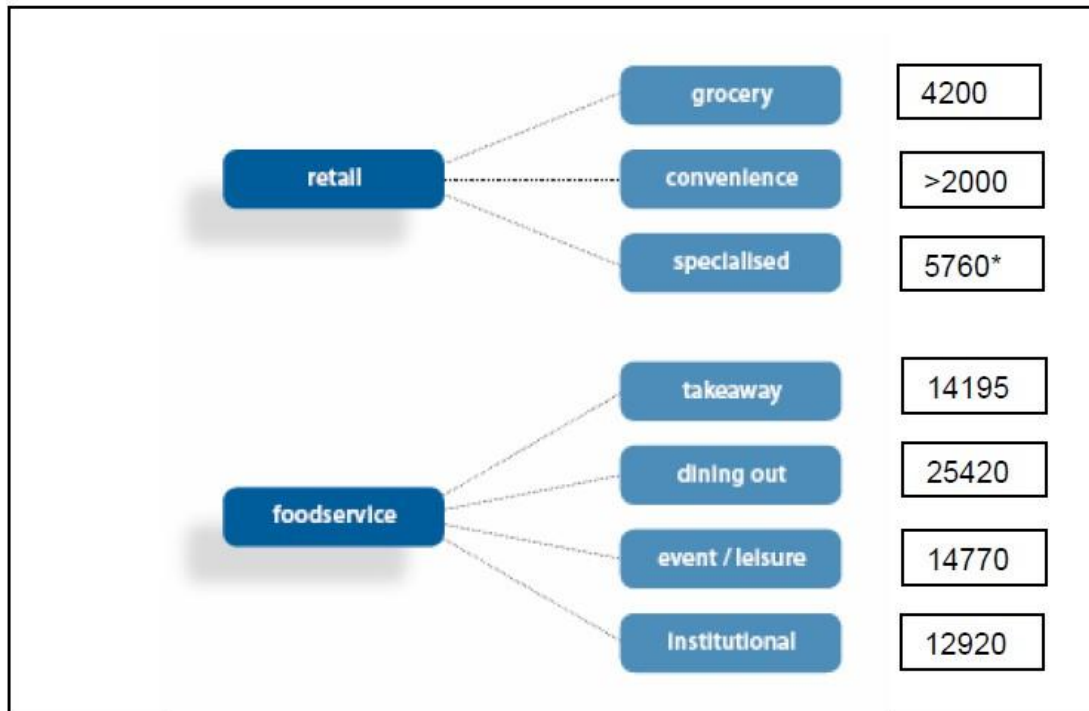 grocery
4200
retail
convenience
>2000
specialised
5760*
takeaway
14195
dining out
25420
foodservice
event / leisure
14770
institutional
12920